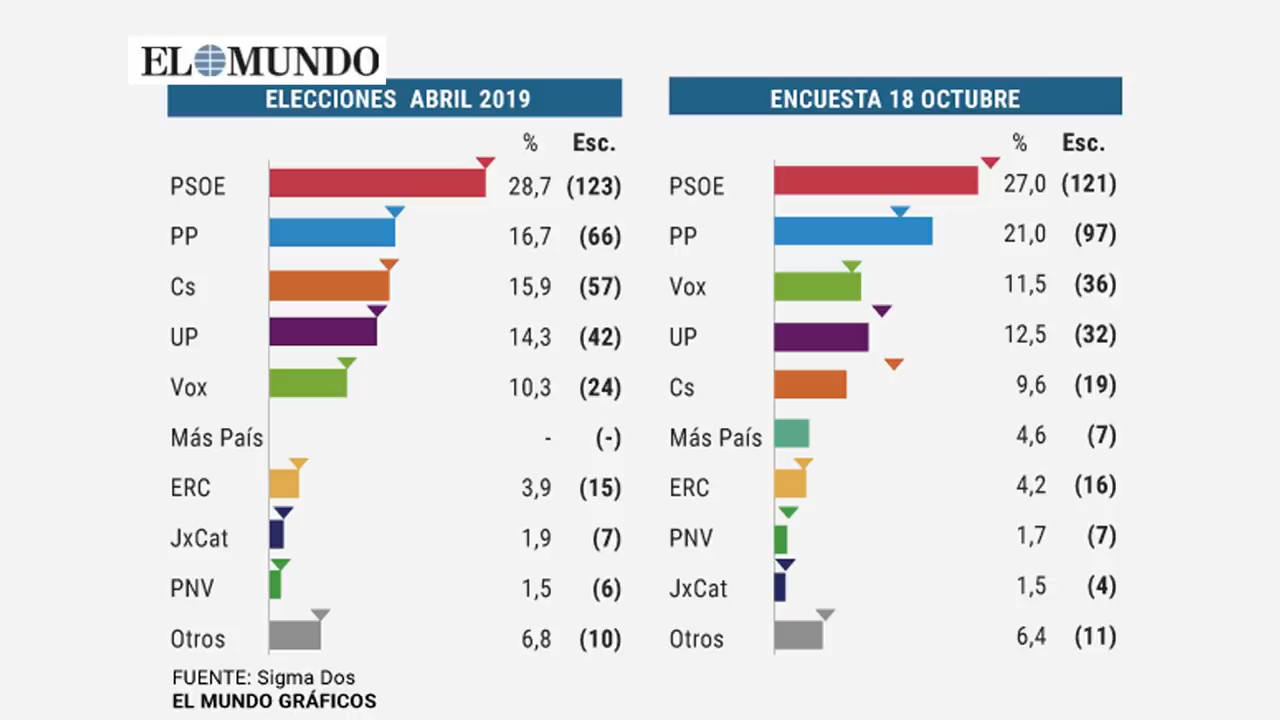 EL MUNDO
ELECCIONES ABRIL 2019
% Esc.
PSOE 28,7 (123)
PP 16,7 (66)
Cs 15,9 (57)
UP 14,3 (42)
Vox 10,3 (24)
Más País - (-)
ERC 3,9 (15)
JxCat 1,9 (7)
PNV 1,5 (6)
Otros 6,8 (10)
ENCUESTA 18 OCTUBRE
% Esc.
PSOE 27,0 (121)
PP 21,0 (97)
Vox 11,5 (36)
UP 12,5 (32)
Cs 9,6 (19)
Más País 4,6 (7)
ERC 4,2 (16)
PNV 1,7 (7)
JxCat 1,5 (4)
Otros 6,4 (11)
FUENTE: Sigma Dos
EL MUNDO GRÁFICOS